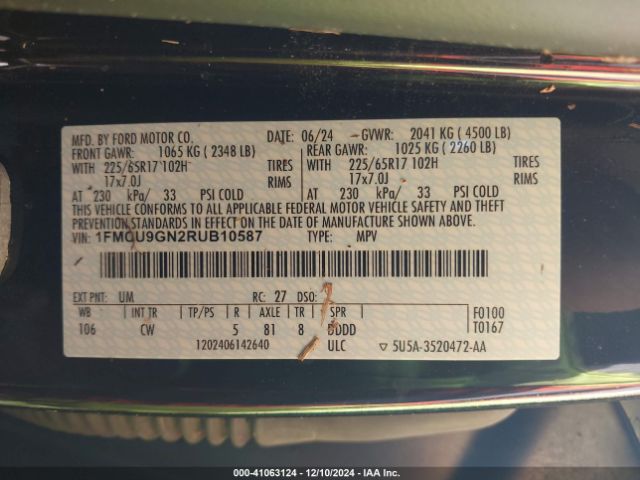 MFD. BY FORD MOTOR CO. DATE: 06/24 GVWR: 2041 KG ( 4500 LB)
FRONT GAWR: 1065 KG ( 2348 LB) REAR GAWR: 1025 KG ( 2260 LB)
WITH 225/65R17 102H TIRES WITH 225/65R17 102H TIRES
17x7.0J RIMS 17x7.0J RIMS
AT 230 kPa/ 33 PSI COLD AT 230 kPa/ 33 PSI COLD
THIS VEHICLE CONFORMS TO ALL APPLICABLE FEDERAL MOTOR VEHICLE SAFETY AND THEFT
PREVENTION STANDARDS IN EFFECT ON THE DATE OF MANUFACTURE SHOWN ABOVE.
VIN: 1FMCU9GN2RUB10587 TYPE: MPV
EXT PNT: UM RC: 27 DSO:
WB INT TR TP/PS R AXLE TR SPR F0100
106 CW 5 81 8 DDDD T0167
1202406142640 ULC ▽ 5U5A-3520472-AA
000-41063124 - 12/10/2024 - IAA Inc.